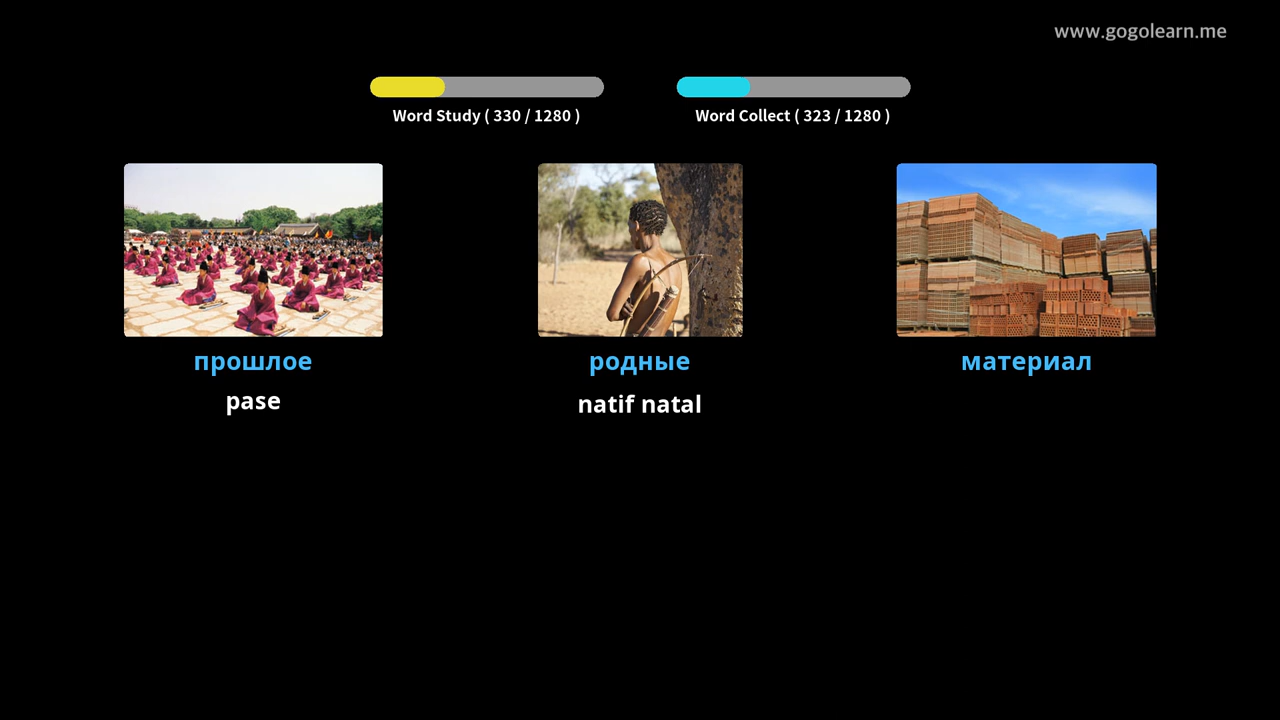 www.gogolearn.me
Word Study ( 330 / 1280 )
Word Collect ( 323 / 1280 )
прошлое
родные
материал
pase
natif natal